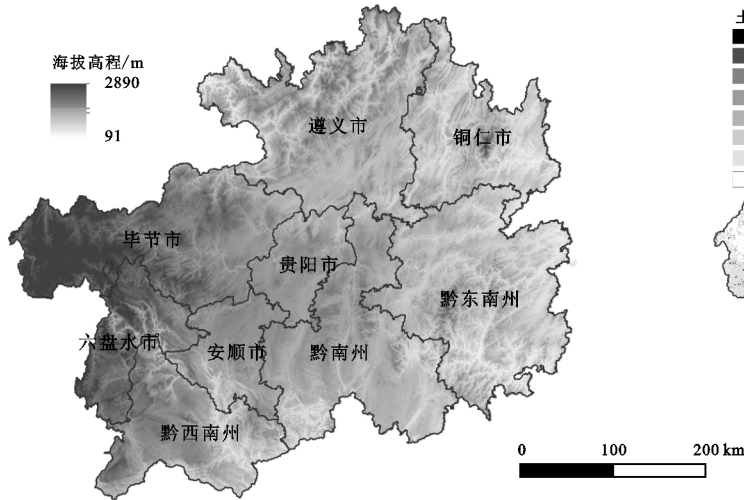 海拔高程/m
2890
91
遵义市
铜仁市
毕节市
贵阳市
黔东南州
六盘水市
安顺市
黔南州
黔西南州
0 100 200 km